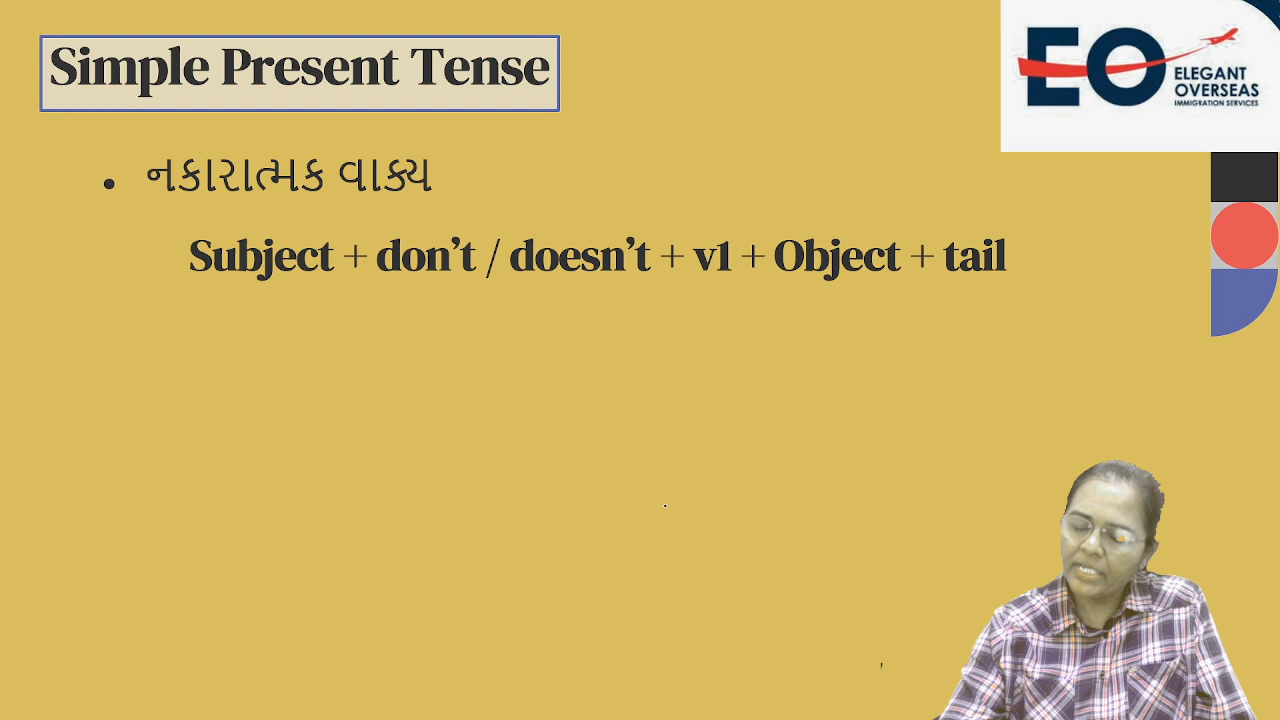 Simple Present Tense
EO
ELEGANT
OVERSEAS
IMMIGRATION SERVICES
• નકારાત્મક વાક્ય
Subject + don’t / doesn’t + v1 + Object + tail